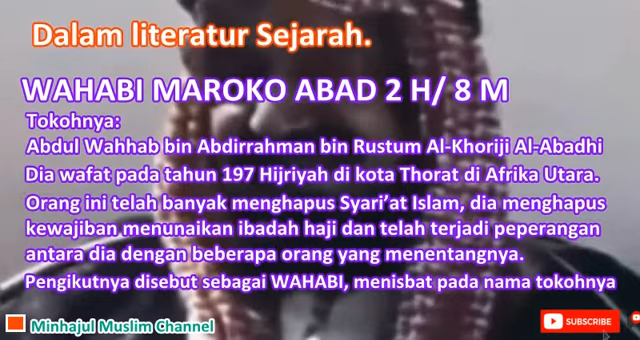 Dalam literatur Sejarah.
WAHABI MAROKO ABAD 2 H/ 8 M
Tokohnya:
Abdul Wahhab bin Abdirrahman bin Rustum Al-Khoriji Al-Abadhi
Dia wafat pada tahun 197 Hijriyah di kota Thorat di Afrika Utara.
Orang ini telah banyak menghapus Syari’at Islam, dia menghapus
kewajiban menunaikan ibadah haji dan telah terjadi peperangan
antara dia dengan beberapa orang yang menentangnya.
Pengikutnya disebut sebagai WAHABI, menisbat pada nama tokohnya
Minhajul Muslim Channel
SUBSCRIBE